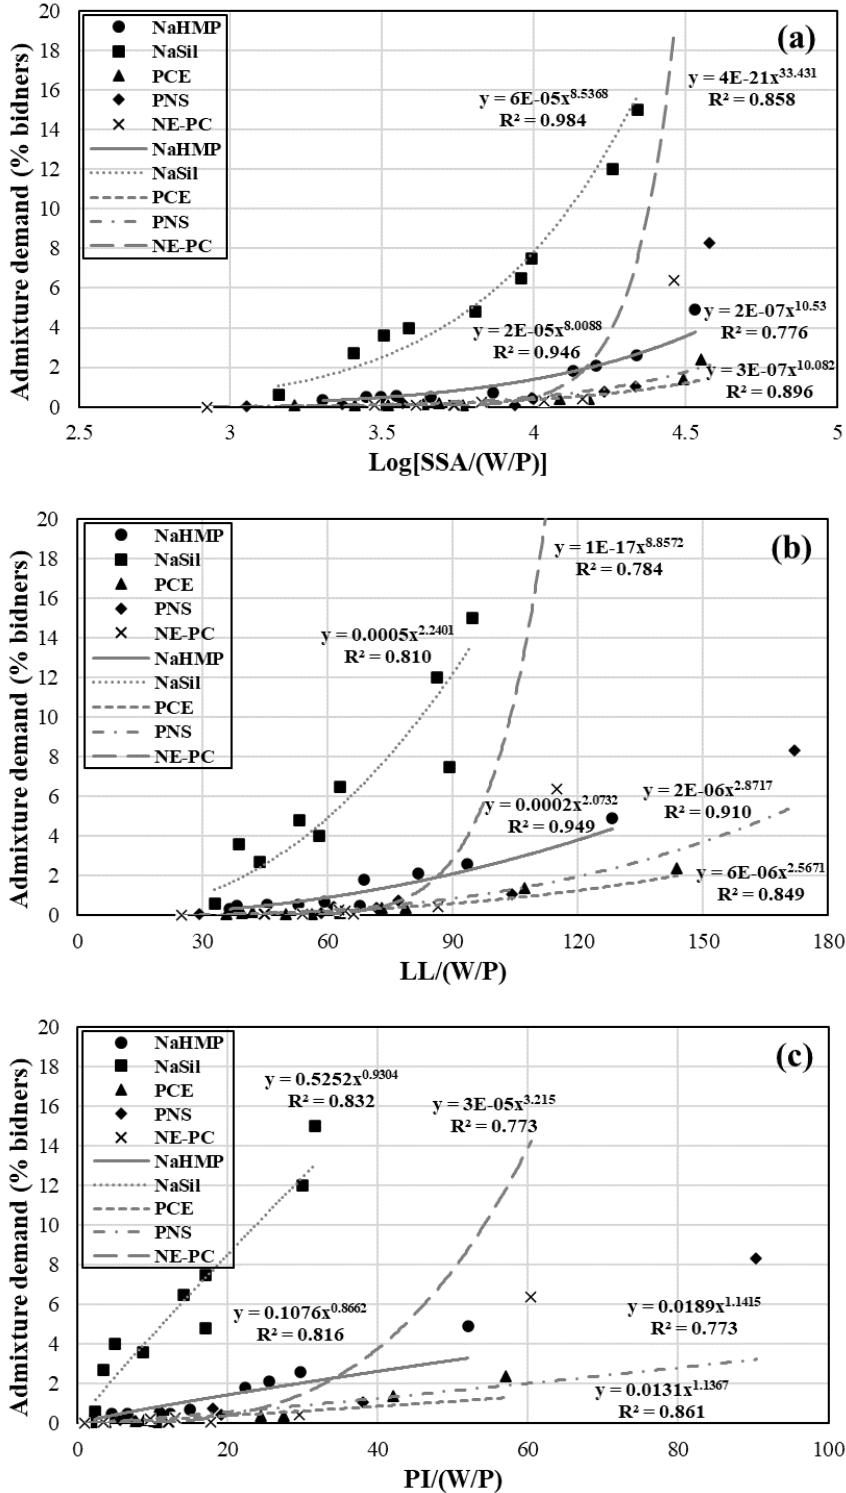 Admixture demand (% bidners)
20
18
16
14
12
10
8
6
4
2
0
NaHMP
NaSil
PCE
PNS
NE-PC
NaHMP
NaSil
PCE
PNS
NE-PC
(a)
y = 6E-05x^8.5368
R² = 0.984
y = 4E-21x^33.431
R² = 0.858
y = 2E-05x^8.0088
R² = 0.946
y = 2E-07x^10.53
R² = 0.776
y = 3E-07x^10.082
R² = 0.896
2.5 3 3.5 4 4.5 5
Log[SSA/(W/P)]
Admixture demand (% bidners)
20
18
16
14
12
10
8
6
4
2
0
NaHMP
NaSil
PCE
PNS
NE-PC
NaHMP
NaSil
PCE
PNS
NE-PC
(b)
y = 1E-17x^8.8572
R² = 0.784
y = 0.0005x^2.2401
R² = 0.810
y = 0.0002x^2.0732
R² = 0.949
y = 2E-06x^2.8717
R² = 0.910
y = 6E-06x^2.5671
R² = 0.849
0 30 60 90 120 150 180
LL/(W/P)
Admixture demand (% bidners)
20
18
16
14
12
10
8
6
4
2
0
NaHMP
NaSil
PCE
PNS
NE-PC
NaHMP
NaSil
PCE
PNS
NE-PC
(c)
y = 0.5252x^0.9304
R² = 0.832
y = 3E-05x^3.215
R² = 0.773
y = 0.1076x^0.8662
R² = 0.816
y = 0.0189x^1.1415
R² = 0.773
y = 0.0131x^1.1367
R² = 0.861
0 20 40 60 80 100
PI/(W/P)